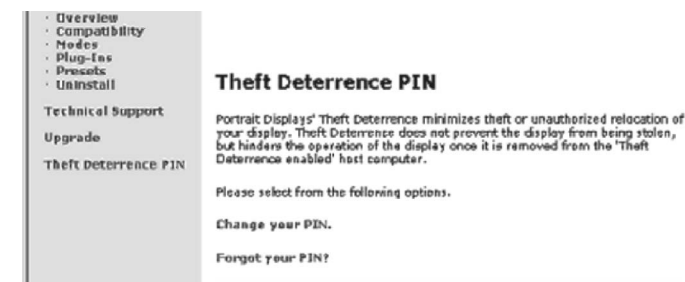 · Overview
· Compatibility
· Modes
· Plug-Ins
· Presets
· Uninstall
Technical Support
Upgrade
Theft Deterrence PIN
Theft Deterrence PIN
Portrait Displays' Theft Deterrence minimizes theft or unauthorized relocation of
your display. Theft Deterrence does not prevent the display from being stolen,
but hinders the operation of the display once it is removed from the 'Theft
Deterrence enabled' host computer.
Please select from the following options.
Change your PIN.
Forgot your PIN?